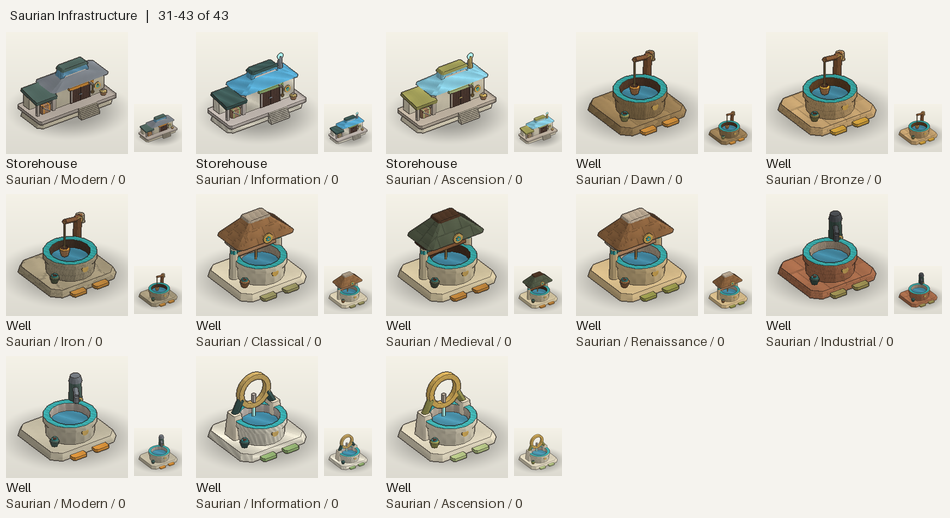 Saurian Infrastructure | 31-43 of 43
Storehouse
Saurian / Modern / 0
Storehouse
Saurian / Information / 0
Storehouse
Saurian / Ascension / 0
Well
Saurian / Dawn / 0
Well
Saurian / Bronze / 0
Well
Saurian / Iron / 0
Well
Saurian / Classical / 0
Well
Saurian / Medieval / 0
Well
Saurian / Renaissance / 0
Well
Saurian / Industrial / 0
Well
Saurian / Modern / 0
Well
Saurian / Information / 0
Well
Saurian / Ascension / 0